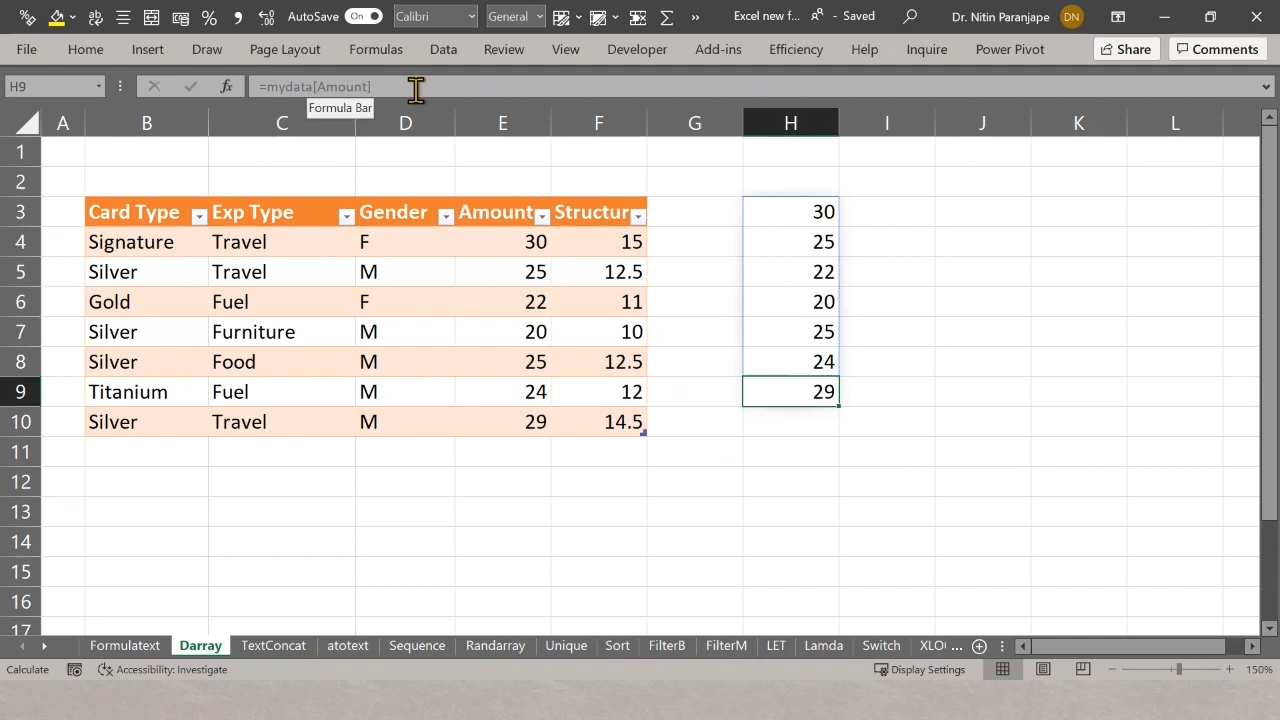 AutoSave On Calibri General Excel new f... Saved Dr. Nitin Paranjape DN
File Home Insert Draw Page Layout Formulas Data Review View Developer Add-ins Efficiency Help Inquire Power Pivot Share Comments
H9 fx =mydata[Amount]
Formula Bar
A B C D E F G H I J K L
1
2
3 Card Type Exp Type Gender Amount Structur 30
4 Signature Travel F 30 15 25
5 Silver Travel M 25 12.5 22
6 Gold Fuel F 22 11 20
7 Silver Furniture M 20 10 25
8 Silver Food M 25 12.5 24
9 Titanium Fuel M 24 12 29
10 Silver Travel M 29 14.5
11
12
13
14
15
16
17
Formulatext Darray TextConcat atotext Sequence Randarray Unique Sort FilterB FilterM LET Lamda Switch XLO ...
Calculate Accessibility: Investigate Display Settings 150%